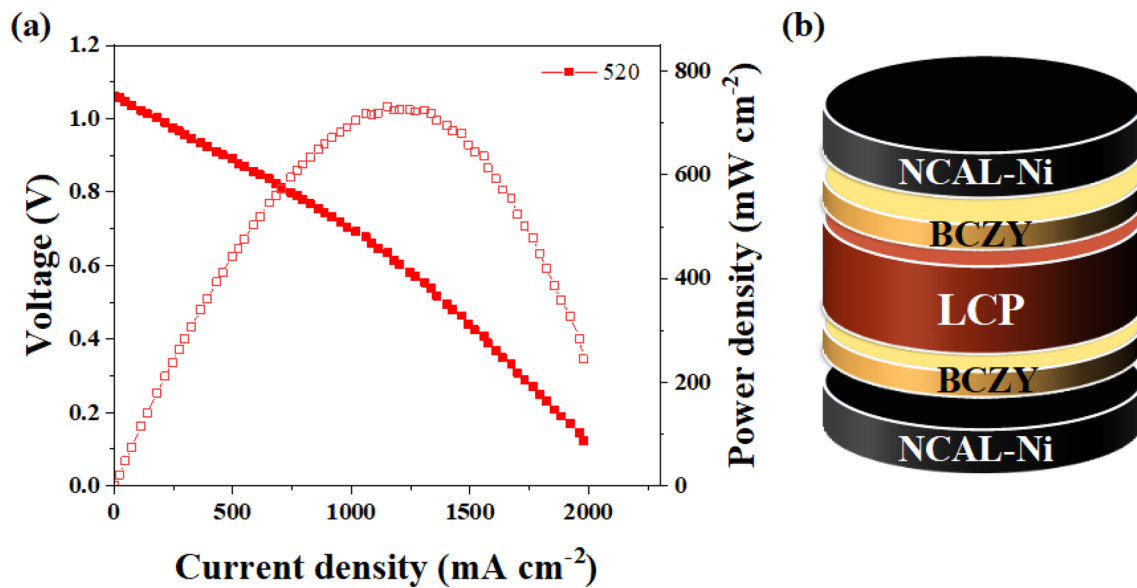 (a)
1.2
1.0
0.8
0.6
0.4
0.2
0.0
Voltage (V)
520
800
600
400
200
0
Power density (mW cm⁻²)
0
500
1000
1500
2000
Current density (mA cm⁻²)
(b)
NCAL-Ni
BCZY
LCP
BCZY
NCAL-Ni